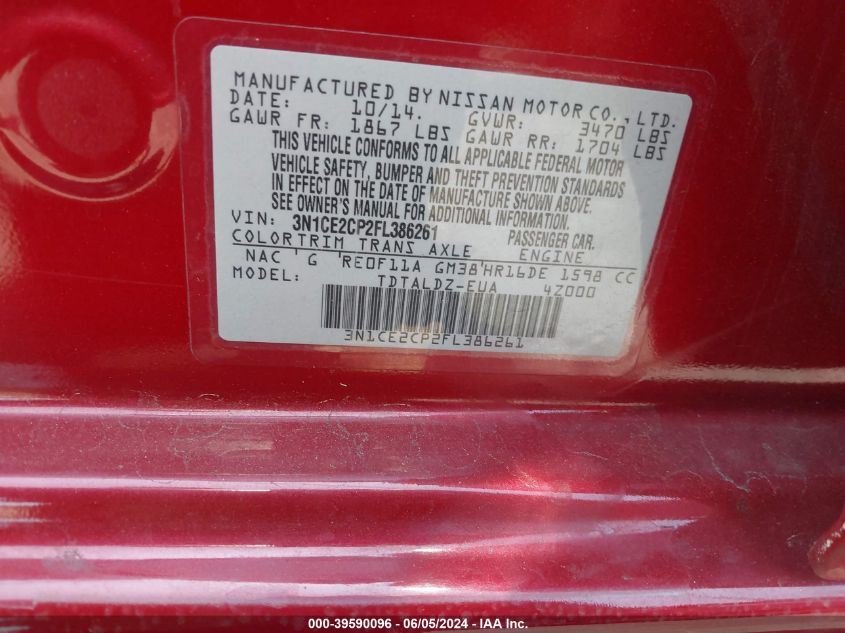 MANUFACTURED BY NISSAN MOTOR CO., LTD.
DATE: 10/14. GVWR: 3470 LBS
GAWR FR: 1867 LBS GAWR RR: 1704 LBS
THIS VEHICLE CONFORMS TO ALL APPLICABLE FEDERAL MOTOR
VEHICLE SAFETY, BUMPER AND THEFT PREVENTION STANDARDS
IN EFFECT ON THE DATE OF MANUFACTURE SHOWN ABOVE.
SEE OWNER'S MANUAL FOR ADDITIONAL INFORMATION.
VIN: 3N1CE2CP2FL386261 PASSENGER CAR.
COLOR TRIM TRANS AXLE ENGINE
NAC ' G 'RE0F11A GM38'HR16DE 1598 CC
MODEL: TDTALDZ-EUA 4Z000
3N1CE2CP2FL386261
000-39590096 - 06/05/2024 - IAA Inc.